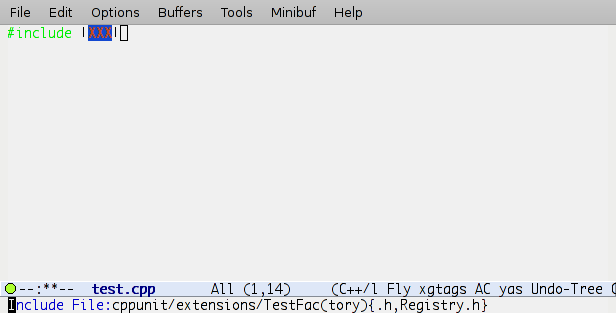 File Edit Options Buffers Tools Minibuf Help
#include |XXX|
--:**-- test.cpp All (1,14) (C++/l Fly xgtags AC yas Undo-Tree
Include File:cppunit/extensions/TestFac(tory){.h,Registry.h}